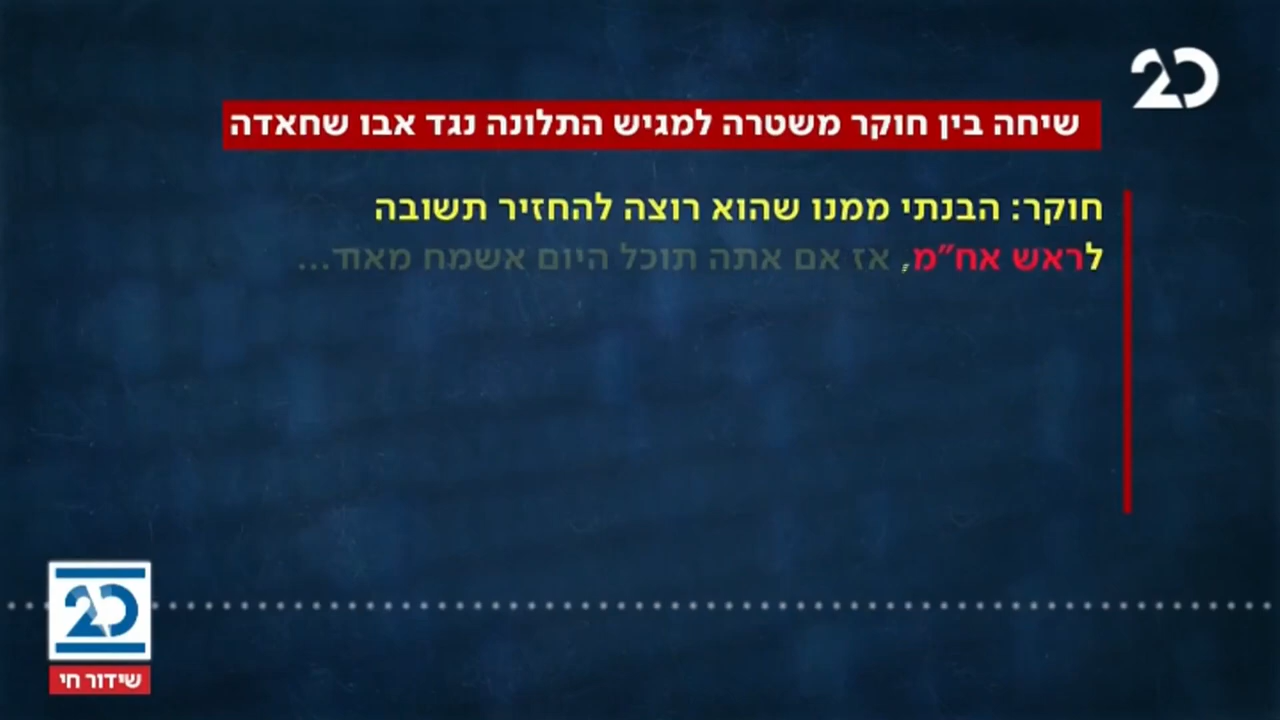 20
שיחה בין חוקר משטרה למגיש התלונה נגד אבו שחאדה
חוקר: הבנתי ממנו שהוא רוצה להחזיר תשובה
לראש אח"מ, אז אם אתה תוכל היום אשמח מאוד...
20
שידור חי